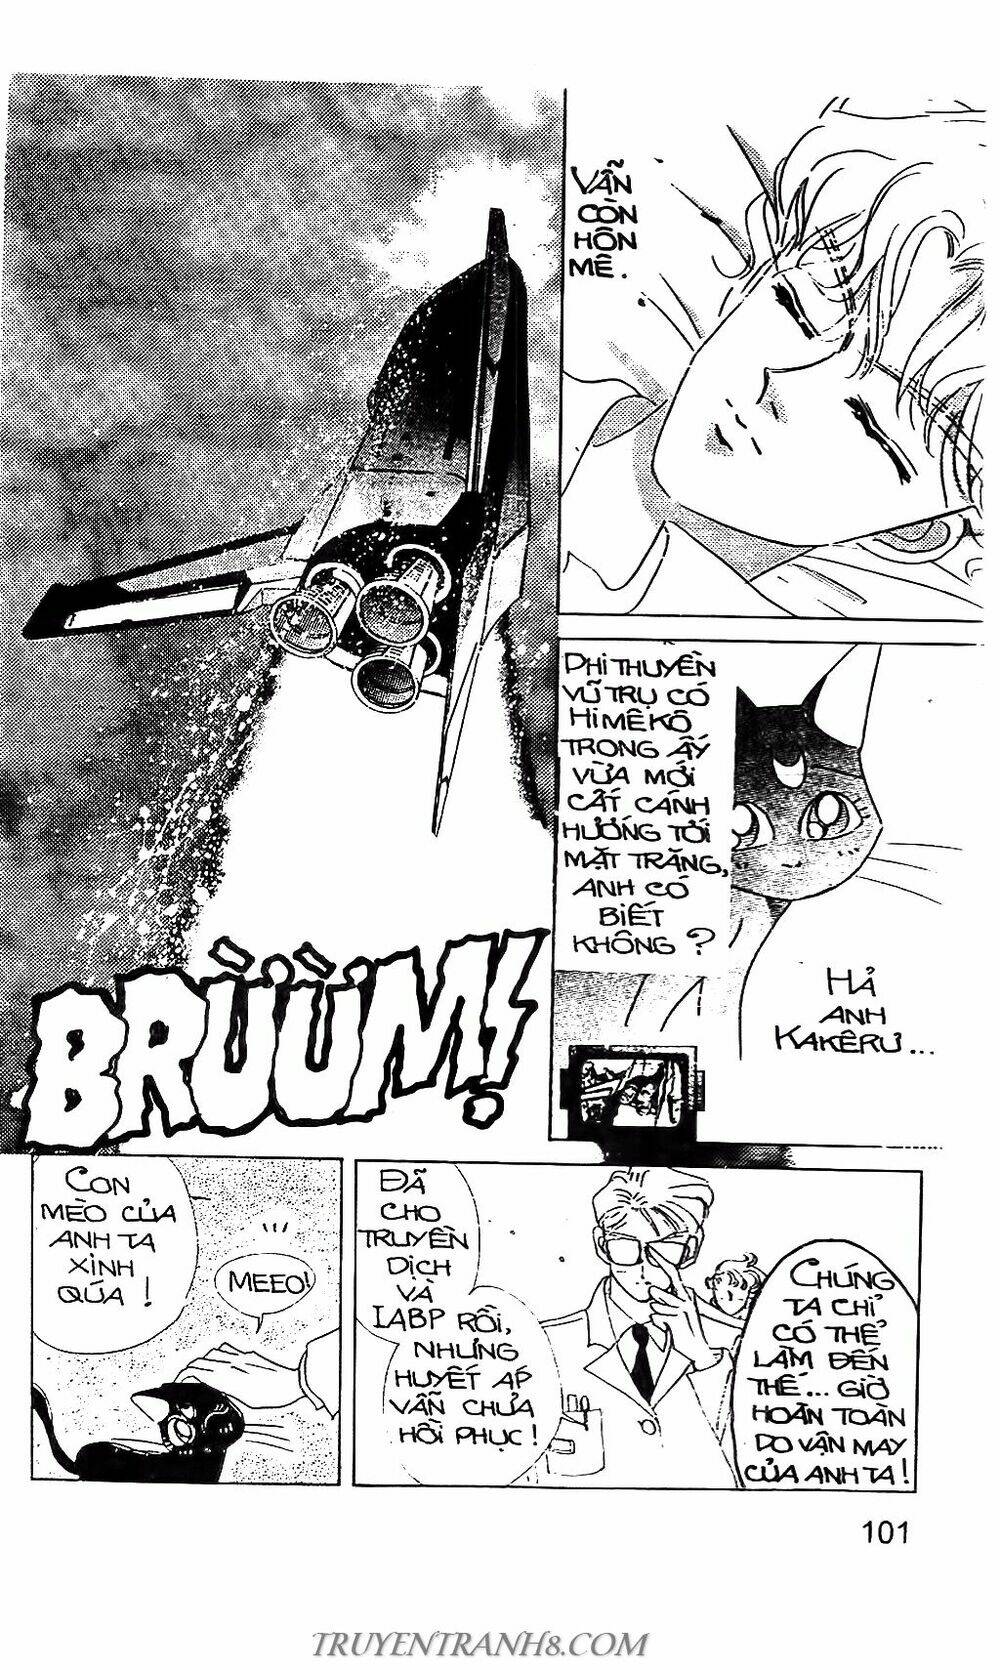 VẪN
CÒN
HÔN
MÊ.
PHI THUYỀN
VŨ TRỤ CÓ
HIMÊKÔ
TRONG ẤY
VỪA MỚI
CẤT CÁNH
HƯỚNG TỚI
MẶT TRĂNG,
ANH CÓ
BIẾT
KHÔNG?
HẢ
ANH
KAKÊRU...
BRÙÙM!
CON
MÈO CỦA
ANH TA
XINH
QÚA!
MEEO!
ĐÃ
CHO
TRUYỀN
DỊCH
VÀ
IABP RỒI,
NHƯNG
HUYẾT ÁP
VẪN CHƯA
HỒI PHỤC!
CHÚNG
TA CHỈ
CÓ THỂ
LÀM ĐẾN
THẾ... GIỜ
HOÀN TOÀN
DO VẬN MAY
CỦA ANH TA!
101
TRUYENTRANH8.COM